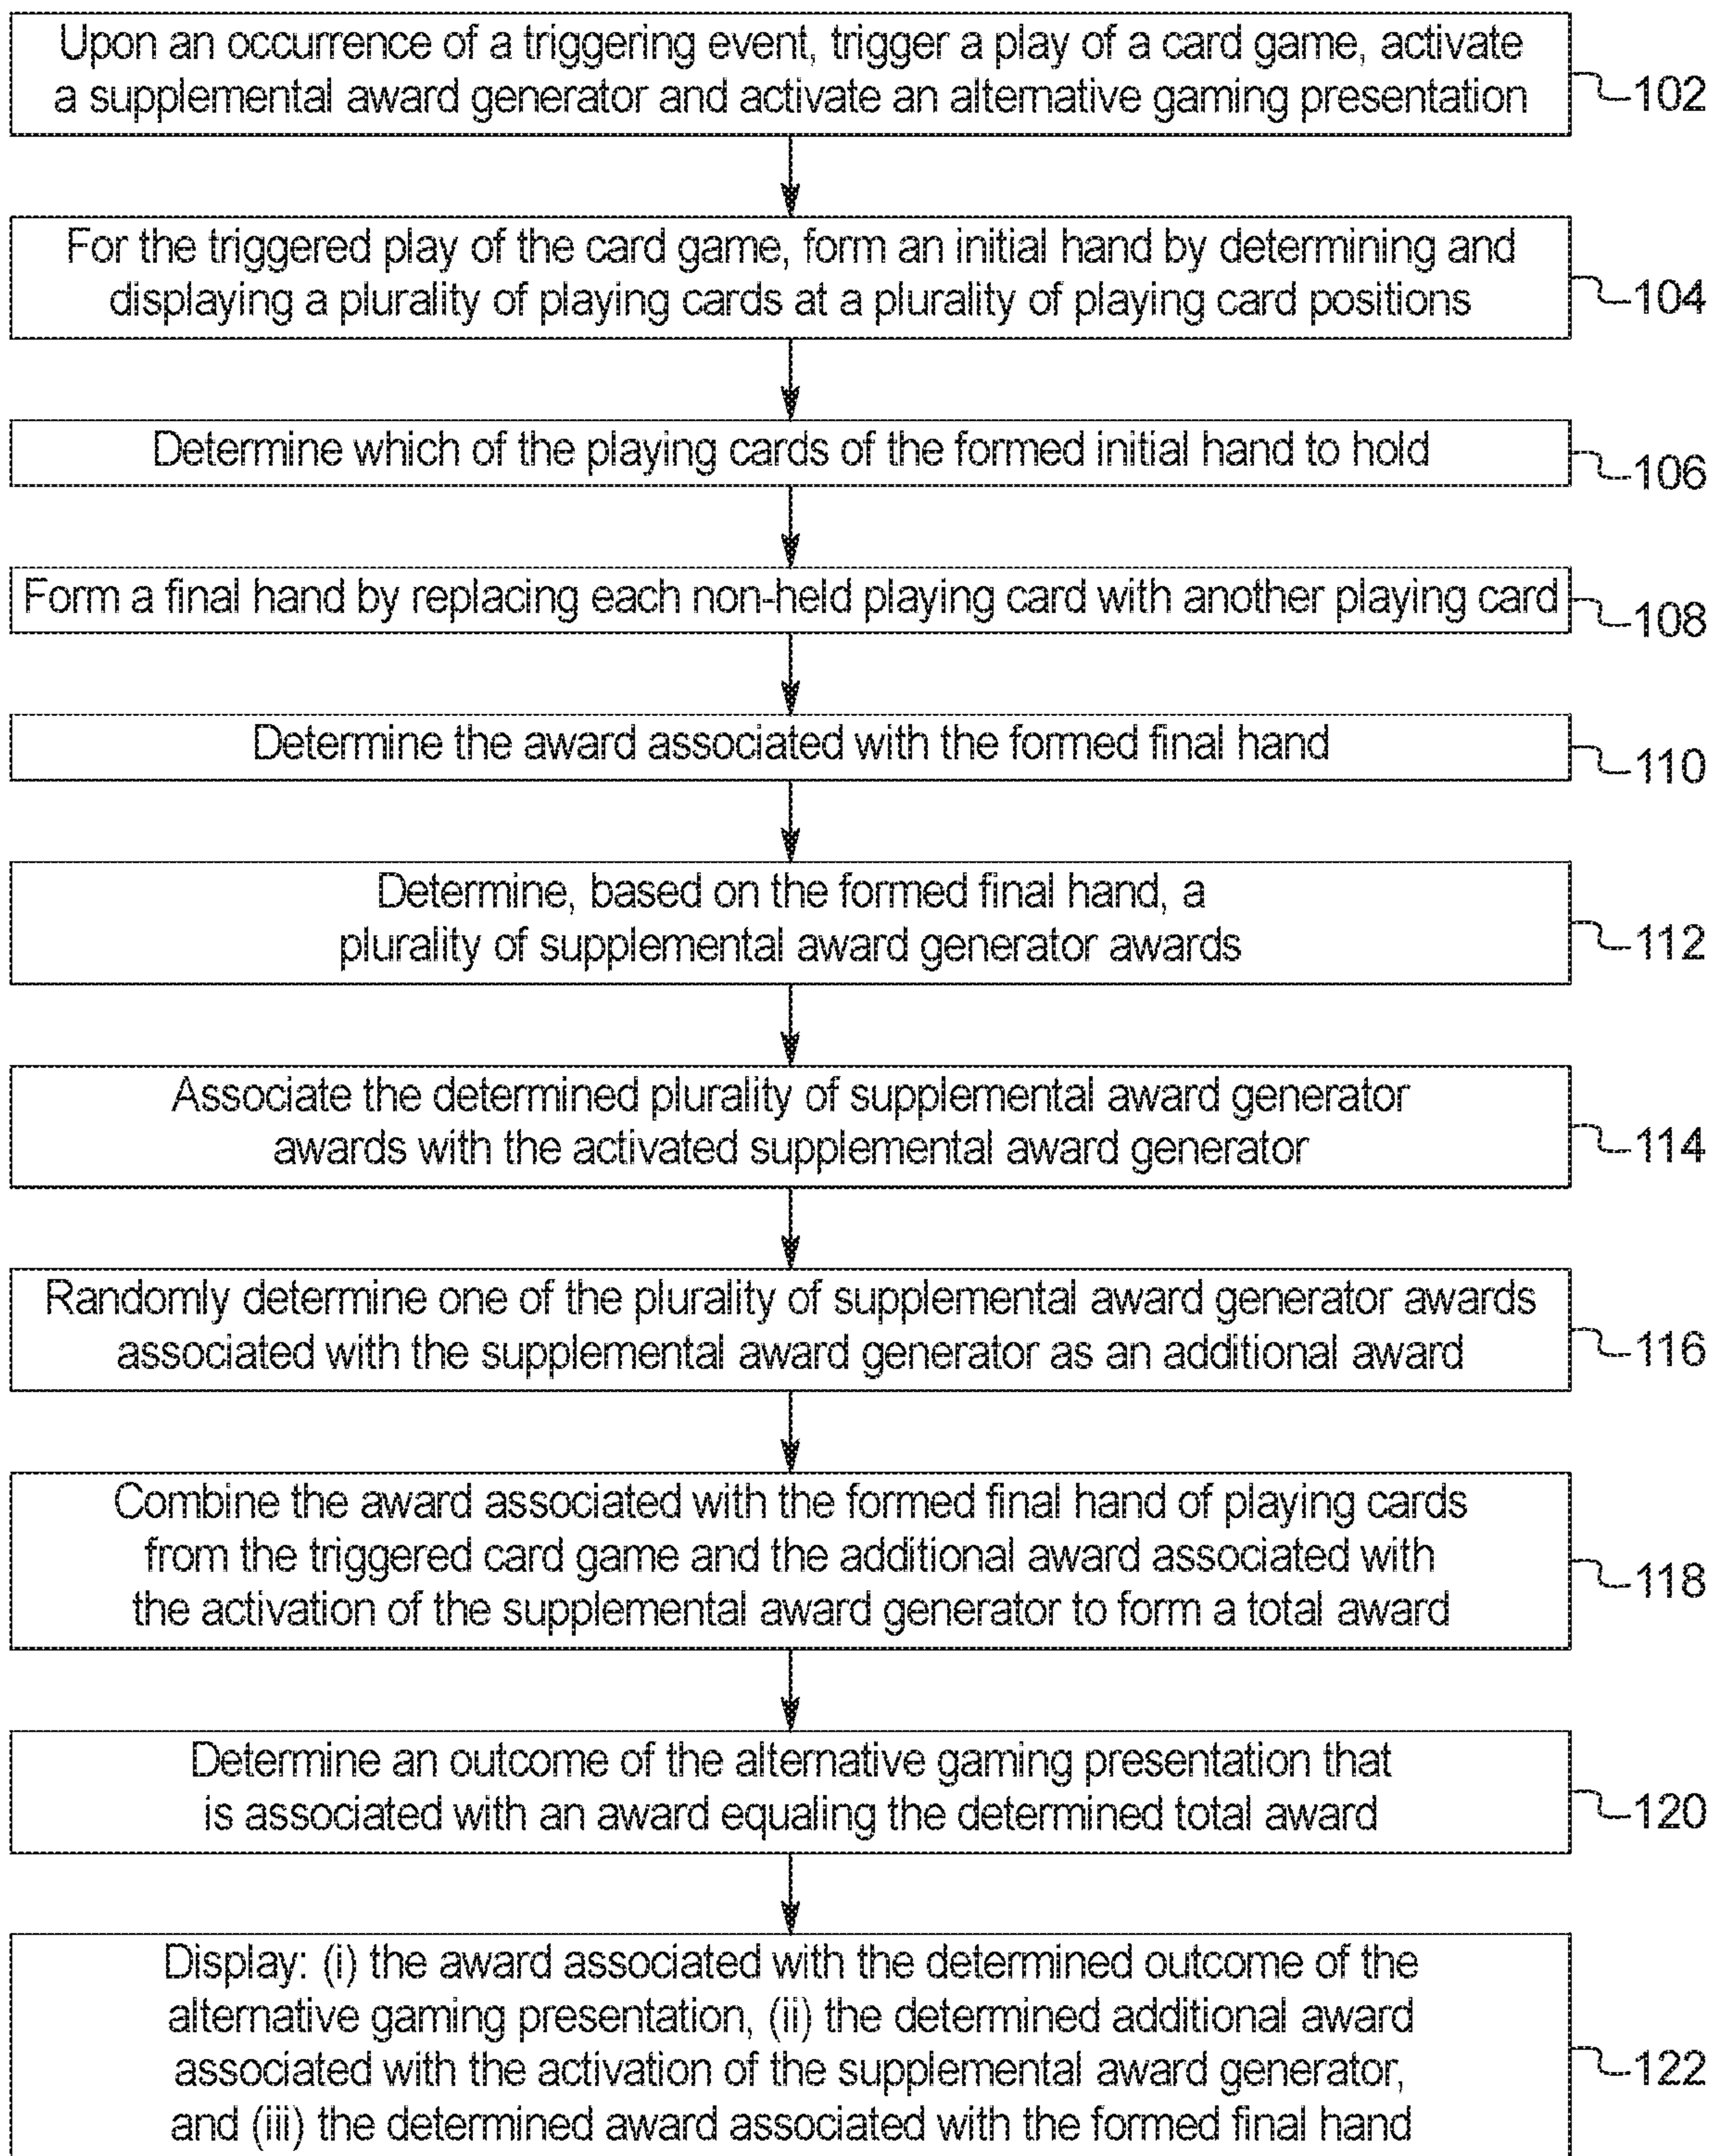 Upon an occurrence of a triggering event, trigger a play of a card game, activate
a supplemental award generator and activate an alternative gaming presentation
102
For the triggered play of the card game, form an initial hand by determining and
displaying a plurality of playing cards at a plurality of playing card positions
104
Determine which of the playing cards of the formed initial hand to hold
106
Form a final hand by replacing each non-held playing card with another playing card
108
Determine the award associated with the formed final hand
110
Determine, based on the formed final hand, a
plurality of supplemental award generator awards
112
Associate the determined plurality of supplemental award generator
awards with the activated supplemental award generator
114
Randomly determine one of the plurality of supplemental award generator awards
associated with the supplemental award generator as an additional award
116
Combine the award associated with the formed final hand of playing cards
from the triggered card game and the additional award associated with
the activation of the supplemental award generator to form a total award
118
Determine an outcome of the alternative gaming presentation that
is associated with an award equaling the determined total award
120
Display: (i) the award associated with the determined outcome of the
alternative gaming presentation, (ii) the determined additional award
associated with the activation of the supplemental award generator,
and (iii) the determined award associated with the formed final hand
122